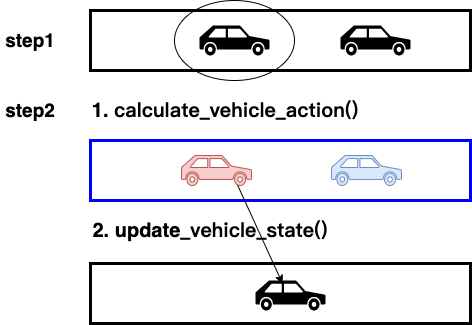 step1
step2 1. calculate_vehicle_action()
2. update_vehicle_state()